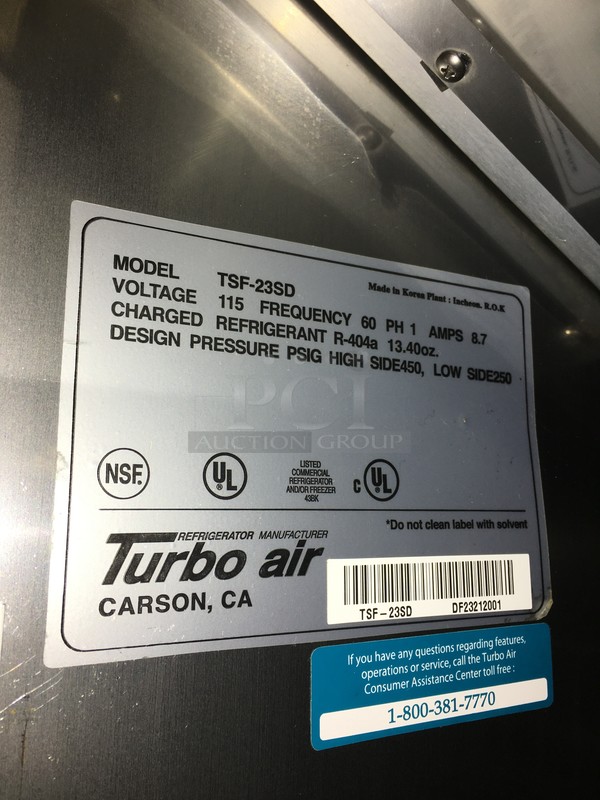 MODEL TSF-23SD
Made in Korea Plant : Incheon. R.O.K
VOLTAGE 115 FREQUENCY 60 PH 1 AMPS 8.7
CHARGED REFRIGERANT R-404a 13.40oz.
DESIGN PRESSURE PSIG HIGH SIDE450, LOW SIDE250
PCI
AUCTION GROUP
NSF.
UL
LISTED
COMMERCIAL
REFRIGERATOR
AND/OR FREEZER
43BK
C UL
*Do not clean label with solvent
REFRIGERATOR MANUFACTURER
Turbo air
CARSON, CA
TSF-23SD DF23212001
If you have any questions regarding features,
operations or service, call the Turbo Air
Consumer Assistance Center toll free :
1-800-381-7770